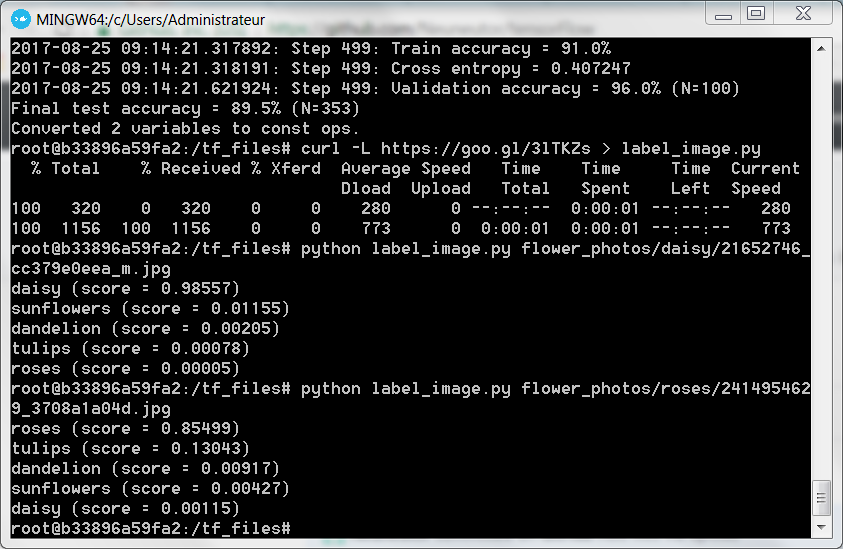 MINGW64:/c/Users/Administrateur
2017-08-25 09:14:21.317892: Step 499: Train accuracy = 91.0%
2017-08-25 09:14:21.318191: Step 499: Cross entropy = 0.407247
2017-08-25 09:14:21.621924: Step 499: Validation accuracy = 96.0% (N=100)
Final test accuracy = 89.5% (N=353)
Converted 2 variables to const ops.
root@b33896a59fa2:/tf_files# curl -L https://goo.gl/3lTKZs > label_image.py
  % Total    % Received % Xferd  Average Speed   Time    Time     Time  Current
                                 Dload  Upload   Total   Spent    Left  Speed
100   320    0   320    0     0    280      0 --:--:--  0:00:01 --:--:--   280
100  1156  100  1156    0     0    773      0  0:00:01  0:00:01 --:--:--   773
root@b33896a59fa2:/tf_files# python label_image.py flower_photos/daisy/21652746_
cc379e0eea_m.jpg
daisy (score = 0.98557)
sunflowers (score = 0.01155)
dandelion (score = 0.00205)
tulips (score = 0.00078)
roses (score = 0.00005)
root@b33896a59fa2:/tf_files# python label_image.py flower_photos/roses/241495462
9_3708a1a04d.jpg
roses (score = 0.85499)
tulips (score = 0.13043)
dandelion (score = 0.00917)
sunflowers (score = 0.00427)
daisy (score = 0.00115)
root@b33896a59fa2:/tf_files#